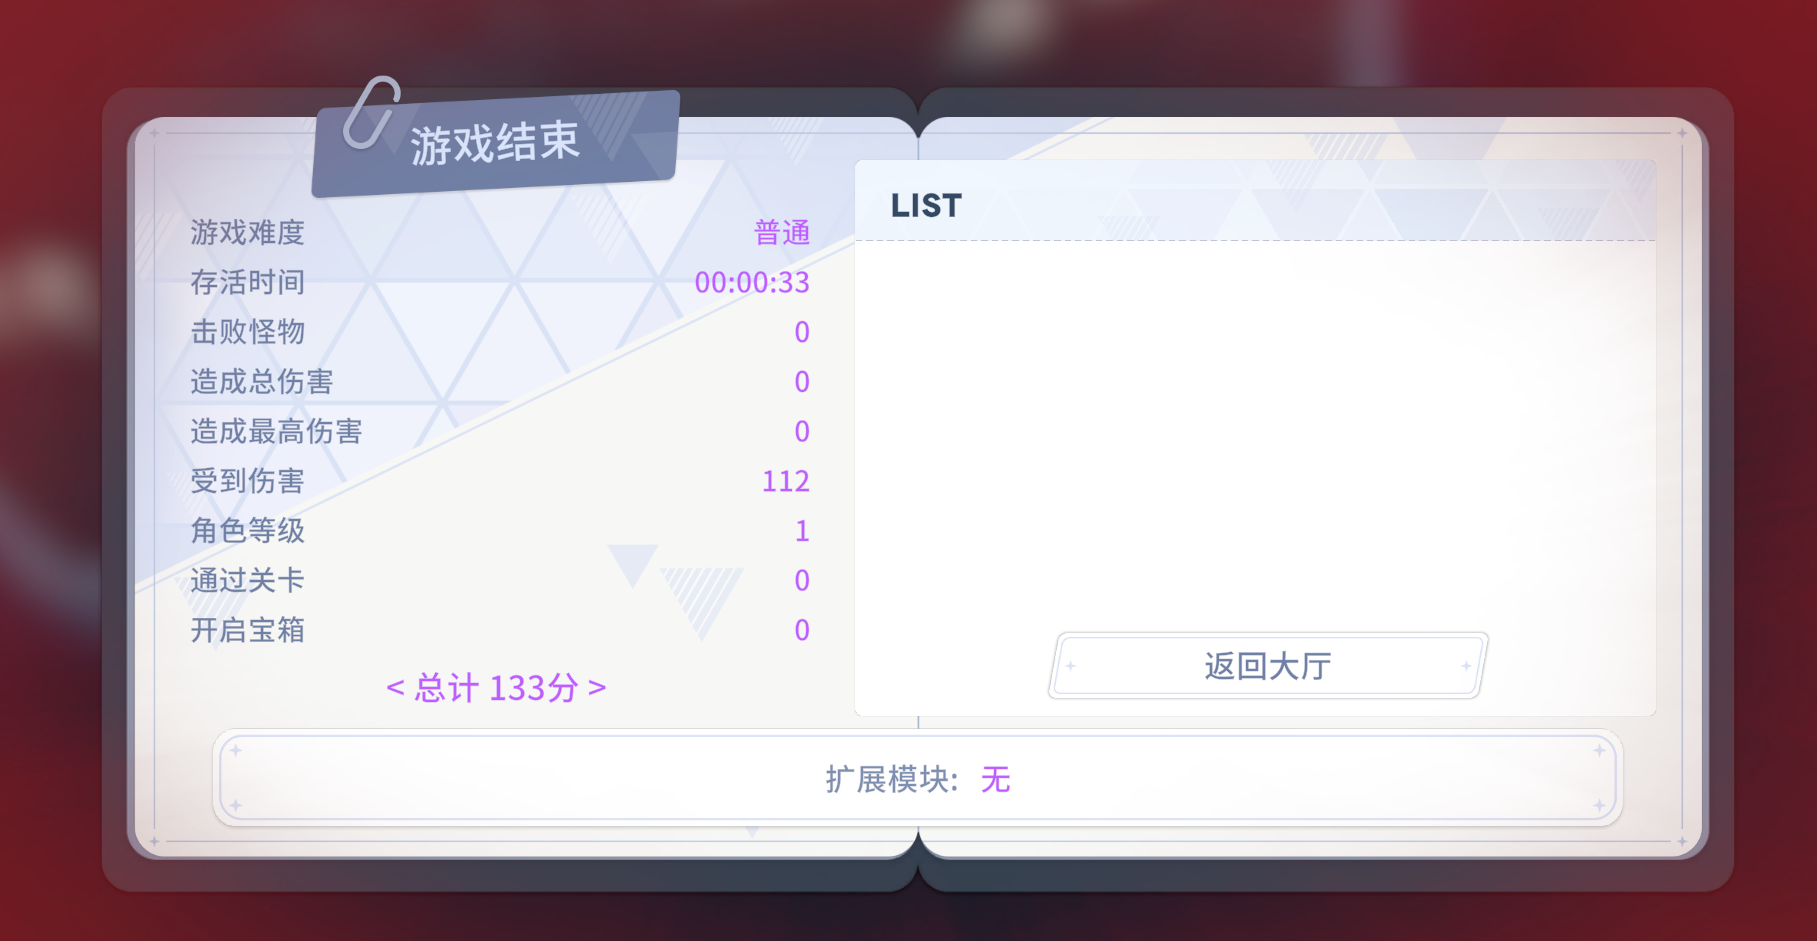 游戏结束
游戏难度 普通
存活时间 00:00:33
击败怪物 0
造成总伤害 0
造成最高伤害 0
受到伤害 112
角色等级 1
通过关卡 0
开启宝箱 0
< 总计 133分 >
LIST
返回大厅
扩展模块: 无